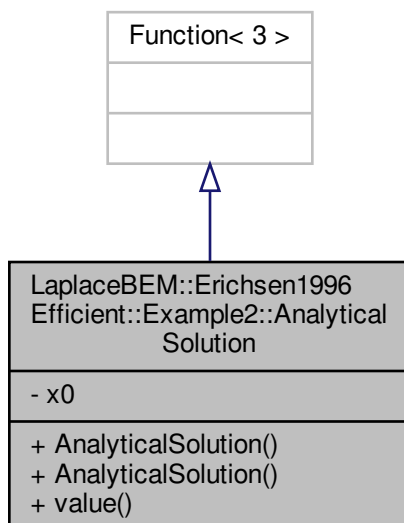 Function< 3 >
LaplaceBEM::Erichsen1996
Efficient::Example2::Analytical
Solution
- x0
+ AnalyticalSolution()
+ AnalyticalSolution()
+ value()